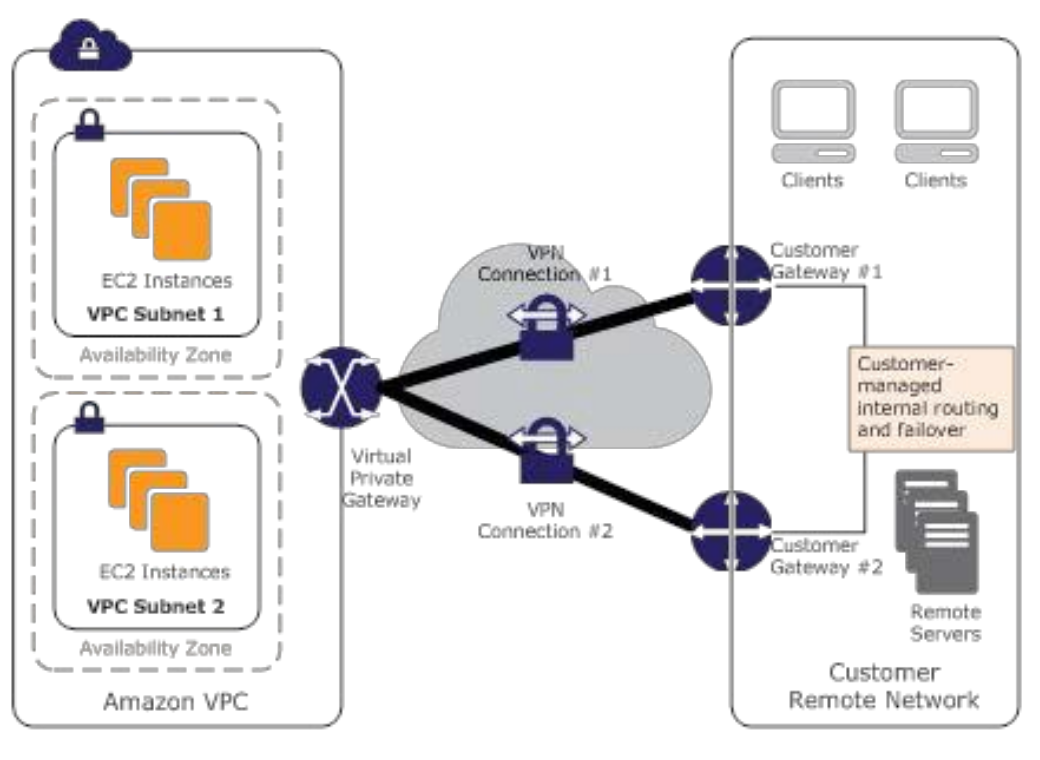 EC2 Instances
VPC Subnet 1
Availability Zone
EC2 Instances
VPC Subnet 2
Availability Zone
Amazon VPC
Virtual
Private
Gateway
VPN
Connection #1
VPN
Connection #2
Clients
Clients
Customer
Gateway #1
Customer-
managed
internal routing
and failover
Customer
Gateway #2
Remote
Servers
Customer
Remote Network